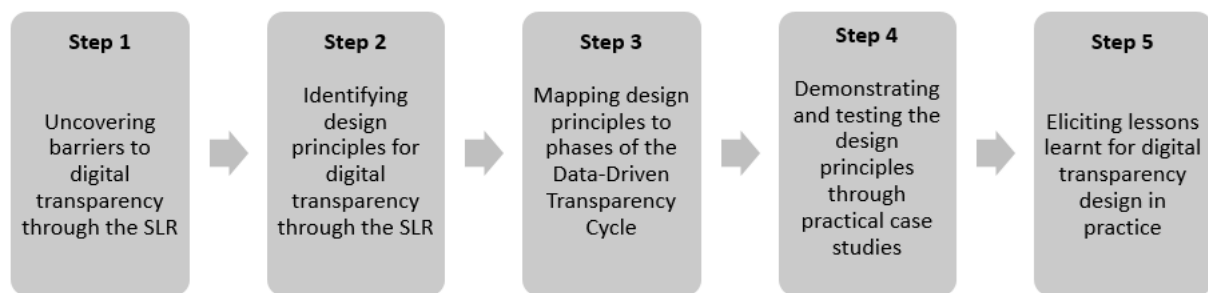 Step 1
Uncovering
barriers to
digital
transparency
through the SLR
Step 2
Identifying
design
principles for
digital
transparency
through the SLR
Step 3
Mapping design
principles to
phases of the
Data-Driven
Transparency
Cycle
Step 4
Demonstrating
and testing the
design
principles
through
practical case
studies
Step 5
Eliciting lessons
learnt for digital
transparency
design in
practice